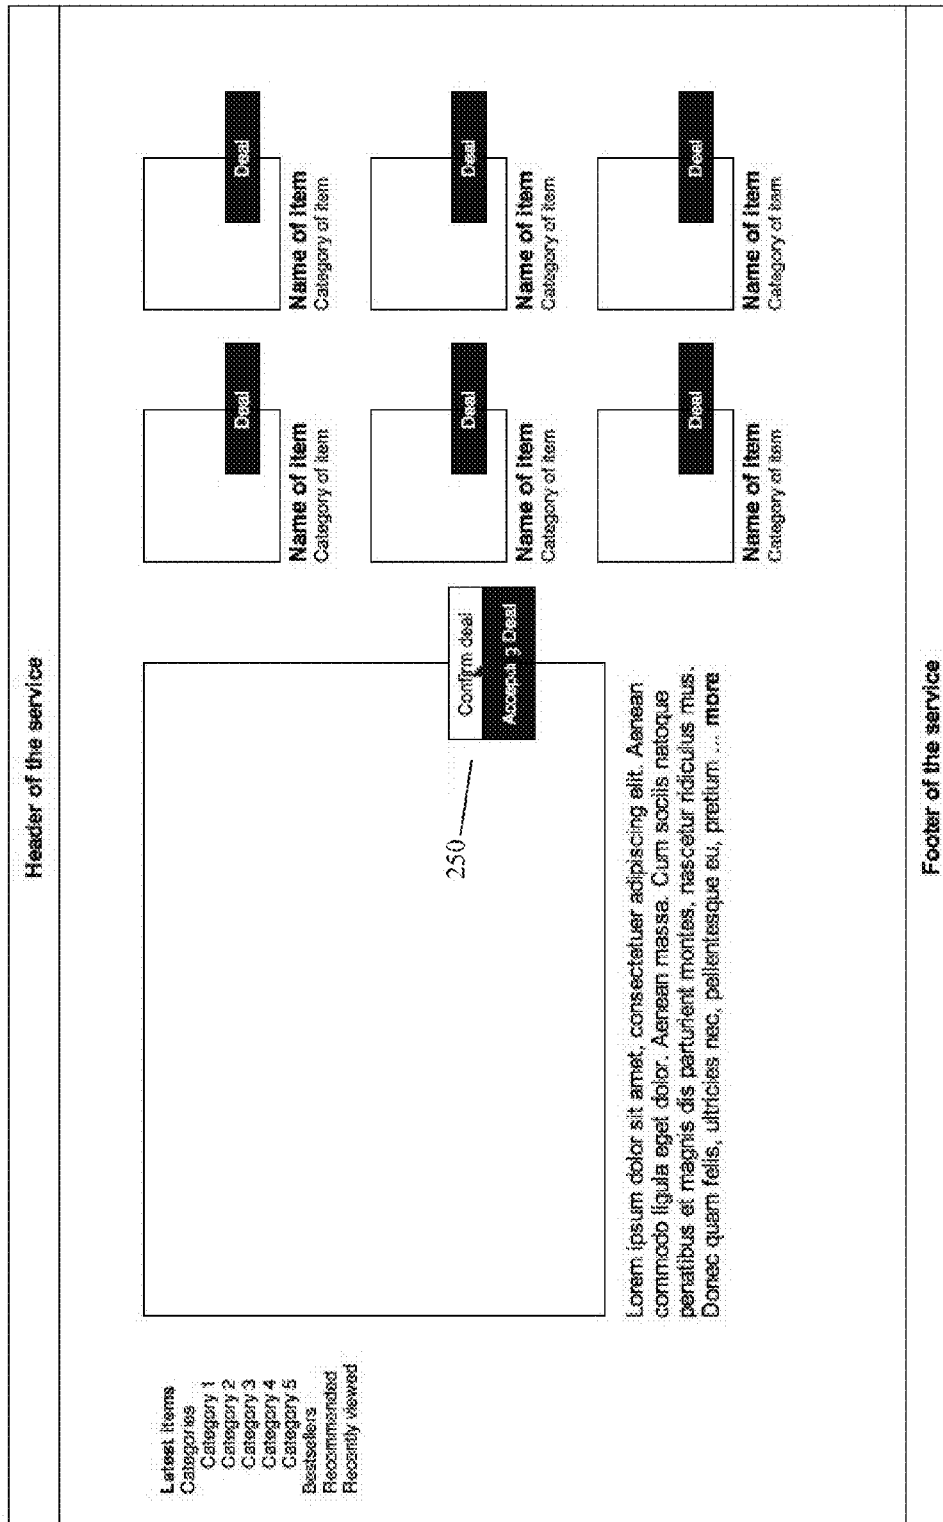 Header of the service
Latest items
Categories
Category 1
Category 2
Category 3
Category 4
Category 5
Bestsellers
Recommended
Recently viewed
250
Confirm deal
Accepting Deal
Lorem ipsum dolor sit amet, consectetuer adipiscing elit. Aenean
commodo ligula eget dolor. Aenean massa. Cum sociis natoque
penatibus et magnis dis parturient montes, nascetur ridiculus mus.
Donec quam felis, ultricies nec, pellentesque eu, pretium ... more
Deal
Name of item
Category of item
Deal
Name of item
Category of item
Deal
Name of item
Category of item
Deal
Name of item
Category of item
Deal
Name of item
Category of item
Deal
Name of item
Category of item
Footer of the service